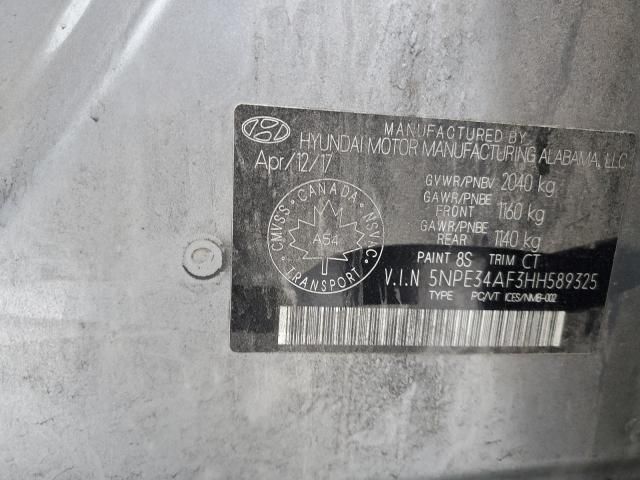 MANUFACTURED BY
HYUNDAI MOTOR MANUFACTURING ALABAMA, LLC
Apr/12/17
GVWR/PNBV 2040 kg
GAWR/PNBE FRONT 1160 kg
GAWR/PNBE REAR 1140 kg
PAINT 8S TRIM CT
V.I.N 5NPE34AF3HH589325
TYPE PC/VT ICES/NMB-002
CANADA
CMVSS
NSVAC
A54
TRANSPORT